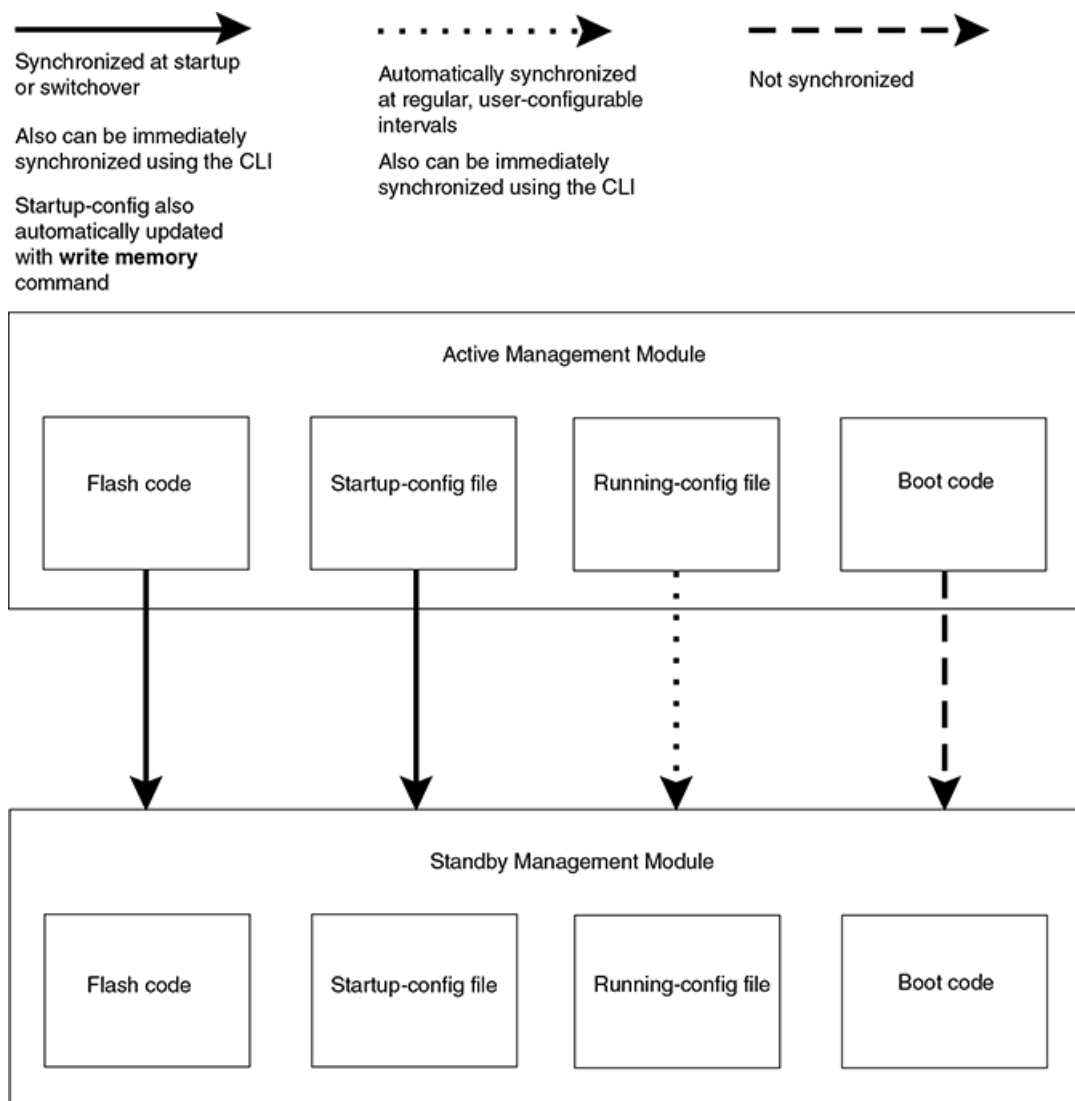 Synchronized at startup
or switchover
Also can be immediately
synchronized using the CLI
Startup-config also
automatically updated
with write memory
command
Automatically synchronized
at regular, user-configurable
intervals
Also can be immediately
synchronized using the CLI
Not synchronized
Active Management Module
Flash code
Startup-config file
Running-config file
Boot code
Standby Management Module
Flash code
Startup-config file
Running-config file
Boot code